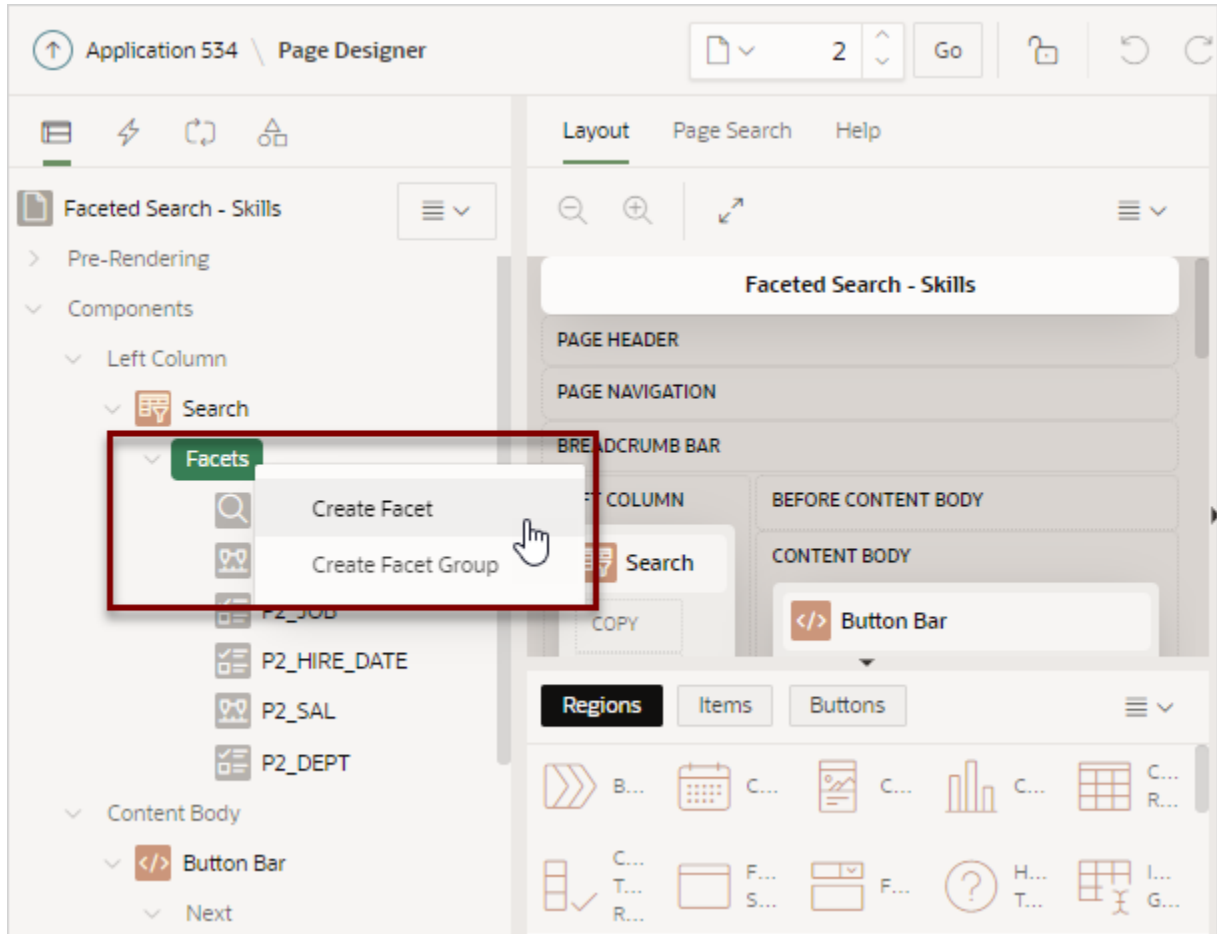 Application 534 \ Page Designer
2
Go
Layout Page Search Help
Faceted Search - Skills
Pre-Rendering
Components
Left Column
Search
Facets
Create Facet
Create Facet Group
P2_JOB
P2_HIRE_DATE
P2_SAL
P2_DEPT
Content Body
</> Button Bar
Next
Faceted Search - Skills
PAGE HEADER
PAGE NAVIGATION
BREADCRUMB BAR
COLUMN
BEFORE CONTENT BODY
Search
CONTENT BODY
COPY
</> Button Bar
Regions Items Buttons
B... C... C... C... C...
R...
C...
T...
R...
F...
S...
F...
H...
T...
I...
G...